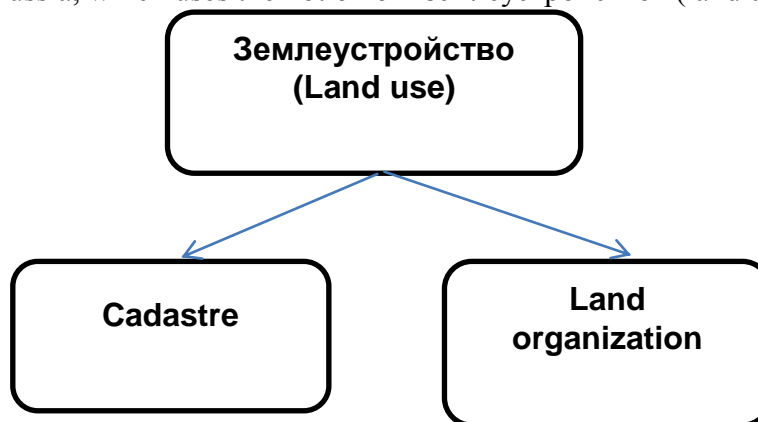 Землеустройство
(Land use)
Cadastre
Land
organization